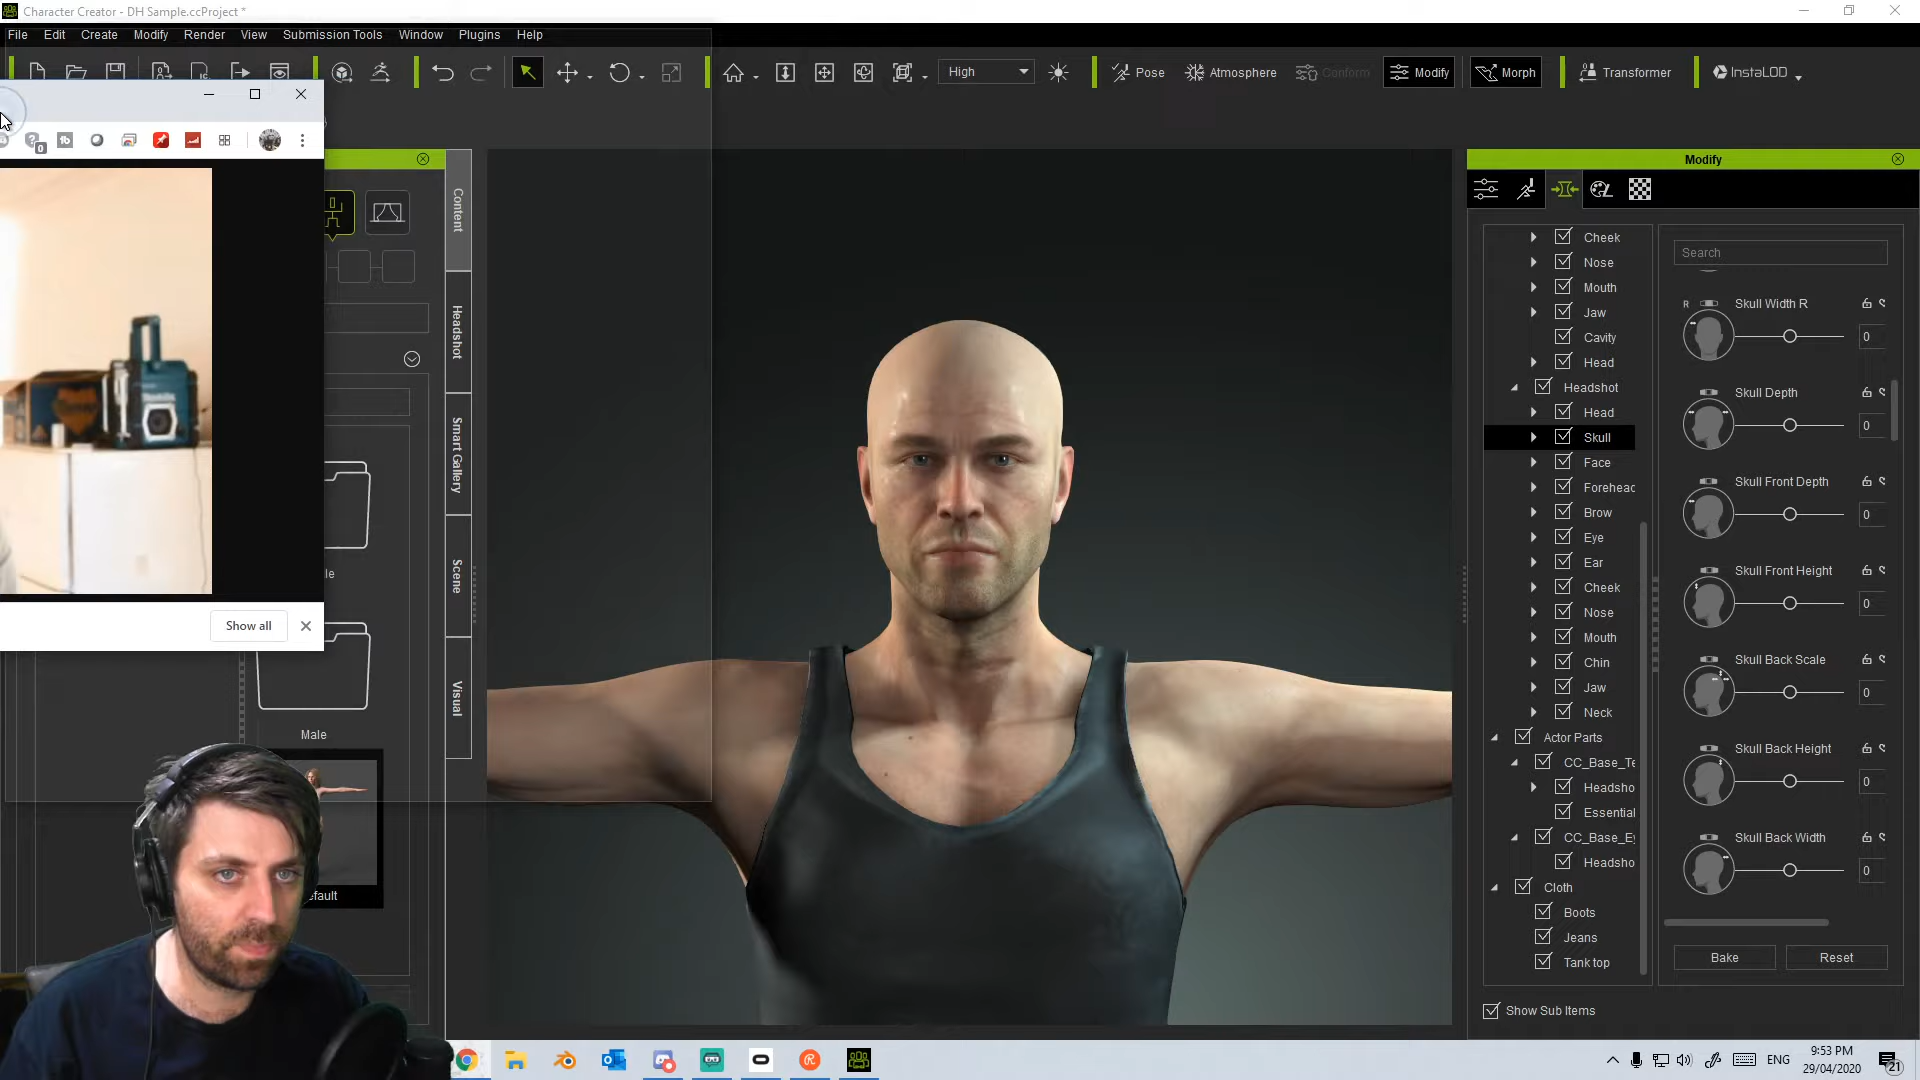 Character Creator - DH Sample.ccProject *
File Edit Create Modify Render View Submission Tools Window Plugins Help
High Pose Atmosphere Conform Modify Morph Transformer InstaLOD
0
Show all
Content
Headshot
Smart Gallery
Scene
Visual
Male
Modify
Cheek
Nose
Mouth
Jaw
Cavity
Head
Headshot
Head
Skull
Face
Forehead
Brow
Eye
Ear
Cheek
Nose
Mouth
Chin
Jaw
Neck
Actor Parts
CC_Base_Te
Headsho
Essential
CC_Base_Ey
Headsho
Cloth
Boots
Jeans
Tank top
Show Sub Items
Search
R Skull Width R
0
Skull Depth
0
Skull Front Depth
0
Skull Front Height
0
Skull Back Scale
0
Skull Back Height
0
Skull Back Width
0
Bake Reset
ENG
9:53 PM
29/04/2020
21